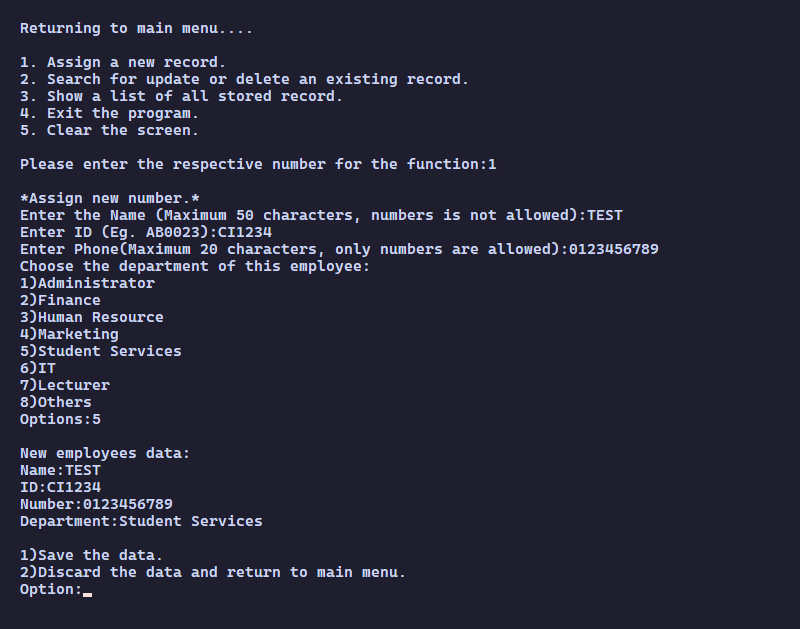 Returning to main menu....
1. Assign a new record.
2. Search for update or delete an existing record.
3. Show a list of all stored record.
4. Exit the program.
5. Clear the screen.
Please enter the respective number for the function:1
*Assign new number.*
Enter the Name (Maximum 50 characters, numbers is not allowed):TEST
Enter ID (Eg. AB0023):CI1234
Enter Phone(Maximum 20 characters, only numbers are allowed):0123456789
Choose the department of this employee:
1)Administrator
2)Finance
3)Human Resource
4)Marketing
5)Student Services
6)IT
7)Lecturer
8)Others
Options:5
New employees data:
Name:TEST
ID:CI1234
Number:0123456789
Department:Student Services
1)Save the data.
2)Discard the data and return to main menu.
Option: